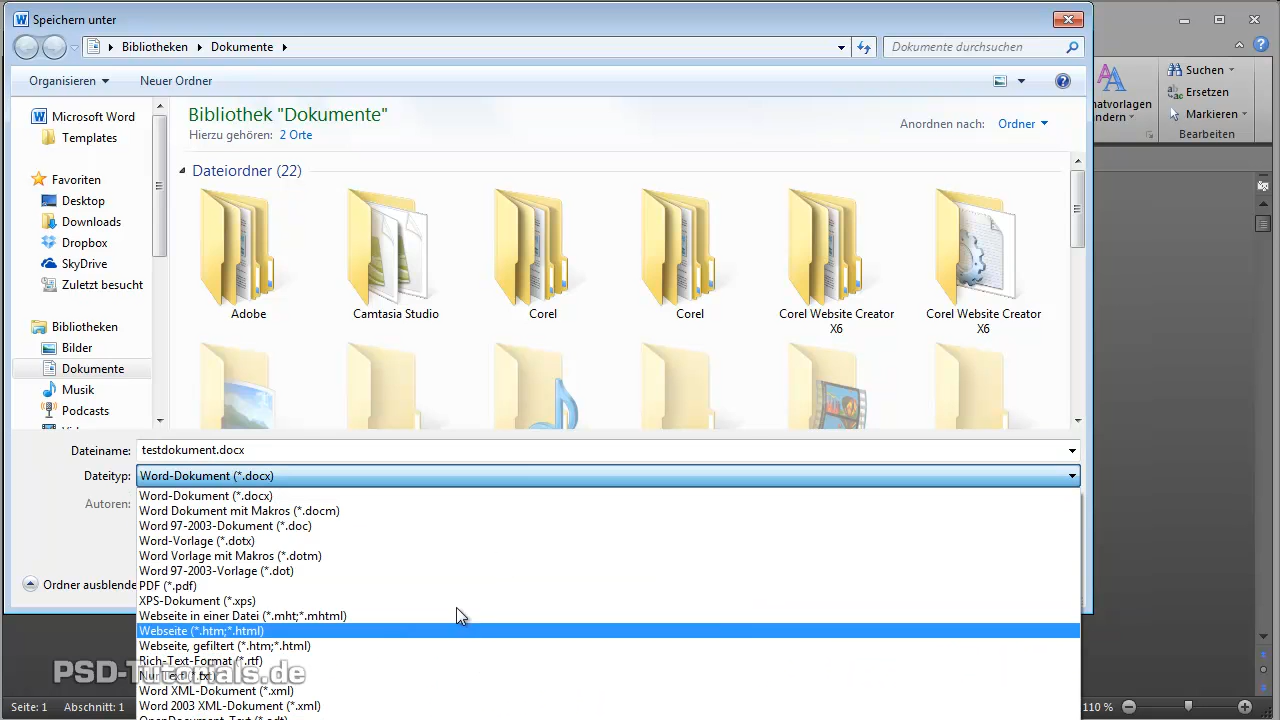 Speichern unter
Bibliotheken Dokumente
Dokumente durchsuchen
Organisieren Neuer Ordner
Suchen
Ersetzen
Markieren
Bearbeiten
Microsoft Word
Templates
Favoriten
Desktop
Downloads
Dropbox
SkyDrive
Zuletzt besucht
Bibliotheken
Bilder
Dokumente
Musik
Podcasts
Bibliothek "Dokumente"
Hierzu gehören: 2 Orte
Anordnen nach: Ordner
Dateiordner (22)
Adobe
Camtasia Studio
Corel
Corel
Corel Website Creator
X6
Corel Website Creator
X6
Dateiname: testdokument.docx
Dateityp: Word-Dokument (*.docx)
Autoren:
Word-Dokument (*.docx)
Word Dokument mit Makros (*.docm)
Word 97-2003-Dokument (*.doc)
Word-Vorlage (*.dotx)
Word Vorlage mit Makros (*.dotm)
Word 97-2003-Vorlage (*.dot)
PDF (*.pdf)
XPS-Dokument (*.xps)
Webseite in einer Datei (*.mht;*.mhtml)
Webseite (*.htm;*.html)
Webseite, gefiltert (*.htm;*.html)
Rich-Text-Format (*.rtf)
Nur Text (*.txt)
Word XML-Dokument (*.xml)
Word 2003 XML-Dokument (*.xml)
OpenDocument-Text (*.odt)
Ordner ausblende
PSD-Tutorials.de
Seite: 1 Abschnitt: 1
110 %